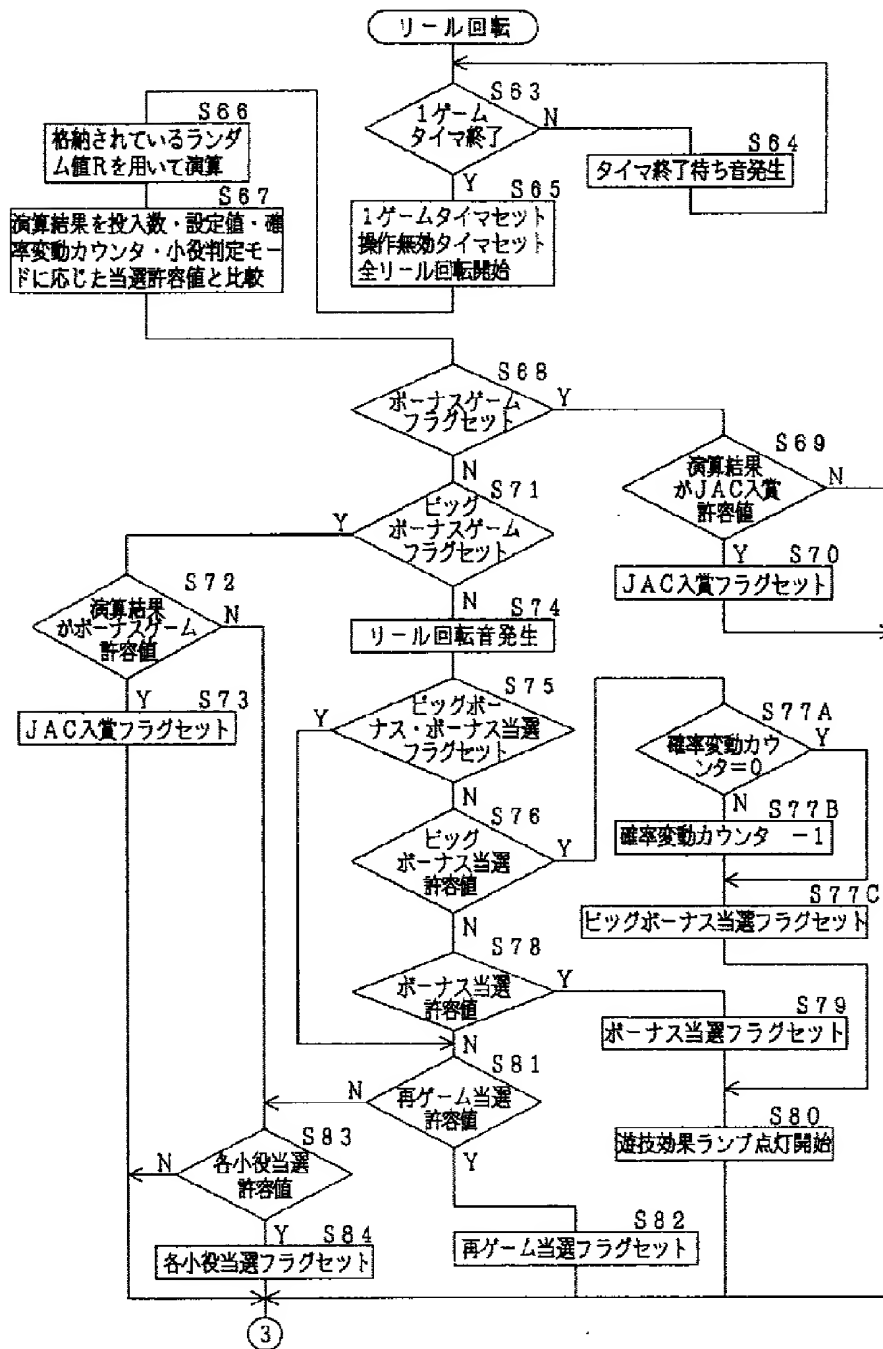 リール回転
S63
1ゲーム
タイマ終了
N
Y
S64
タイマ終了待ち音発生
S65
1ゲームタイマセット
操作無効タイマセット
全リール回転開始
S66
格納されているランダ
ム値Rを用いて演算
S67
演算結果を投入数・設定値・確
率変動カウンタ・小役判定モー
ドに応じた当選許容値と比較
S68
ボーナスゲーム
フラグセット
Y
N
S69
演算結果
がJAC入賞
許容値
N
Y
S70
JAC入賞フラグセット
S71
ビッグ
ボーナスゲーム
フラグセット
Y
N
S72
演算結果
がボーナスゲーム
許容値
N
Y
S73
JAC入賞フラグセット
S74
リール回転音発生
S75
ビッグボー
ナス・ボーナス当選
フラグセット
Y
N
S76
ビッグ
ボーナス当選
許容値
Y
N
S77A
確率変動カウ
ンタ=0
Y
N
S77B
確率変動カウンタ -1
S77C
ビッグボーナス当選フラグセット
S78
ボーナス当選
許容値
Y
N
S79
ボーナス当選フラグセット
S80
遊技効果ランプ点灯開始
S81
再ゲーム当選
許容値
N
Y
S82
再ゲーム当選フラグセット
S83
各小役当選
許容値
N
Y
S84
各小役当選フラグセット
3